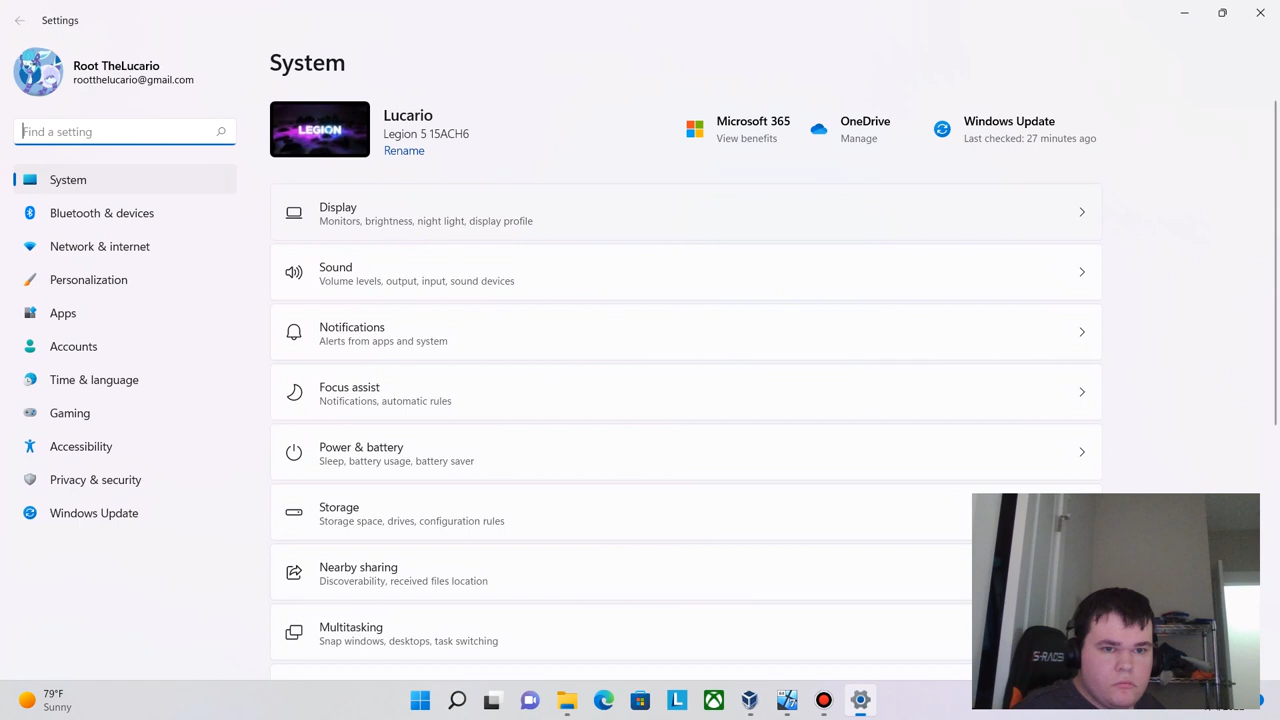 Settings
Root TheLucario
rootthelucario@gmail.com
Find a setting
System
Bluetooth & devices
Network & internet
Personalization
Apps
Accounts
Time & language
Gaming
Accessibility
Privacy & security
Windows Update
System
LEGION
Lucario
Legion 5 15ACH6
Rename
Microsoft 365
View benefits
OneDrive
Manage
Windows Update
Last checked: 27 minutes ago
Display
Monitors, brightness, night light, display profile
Sound
Volume levels, output, input, sound devices
Notifications
Alerts from apps and system
Focus assist
Notifications, automatic rules
Power & battery
Sleep, battery usage, battery saver
Storage
Storage space, drives, configuration rules
Nearby sharing
Discoverability, received files location
Multitasking
Snap windows, desktops, task switching
S-RACER
79°F
Sunny
L